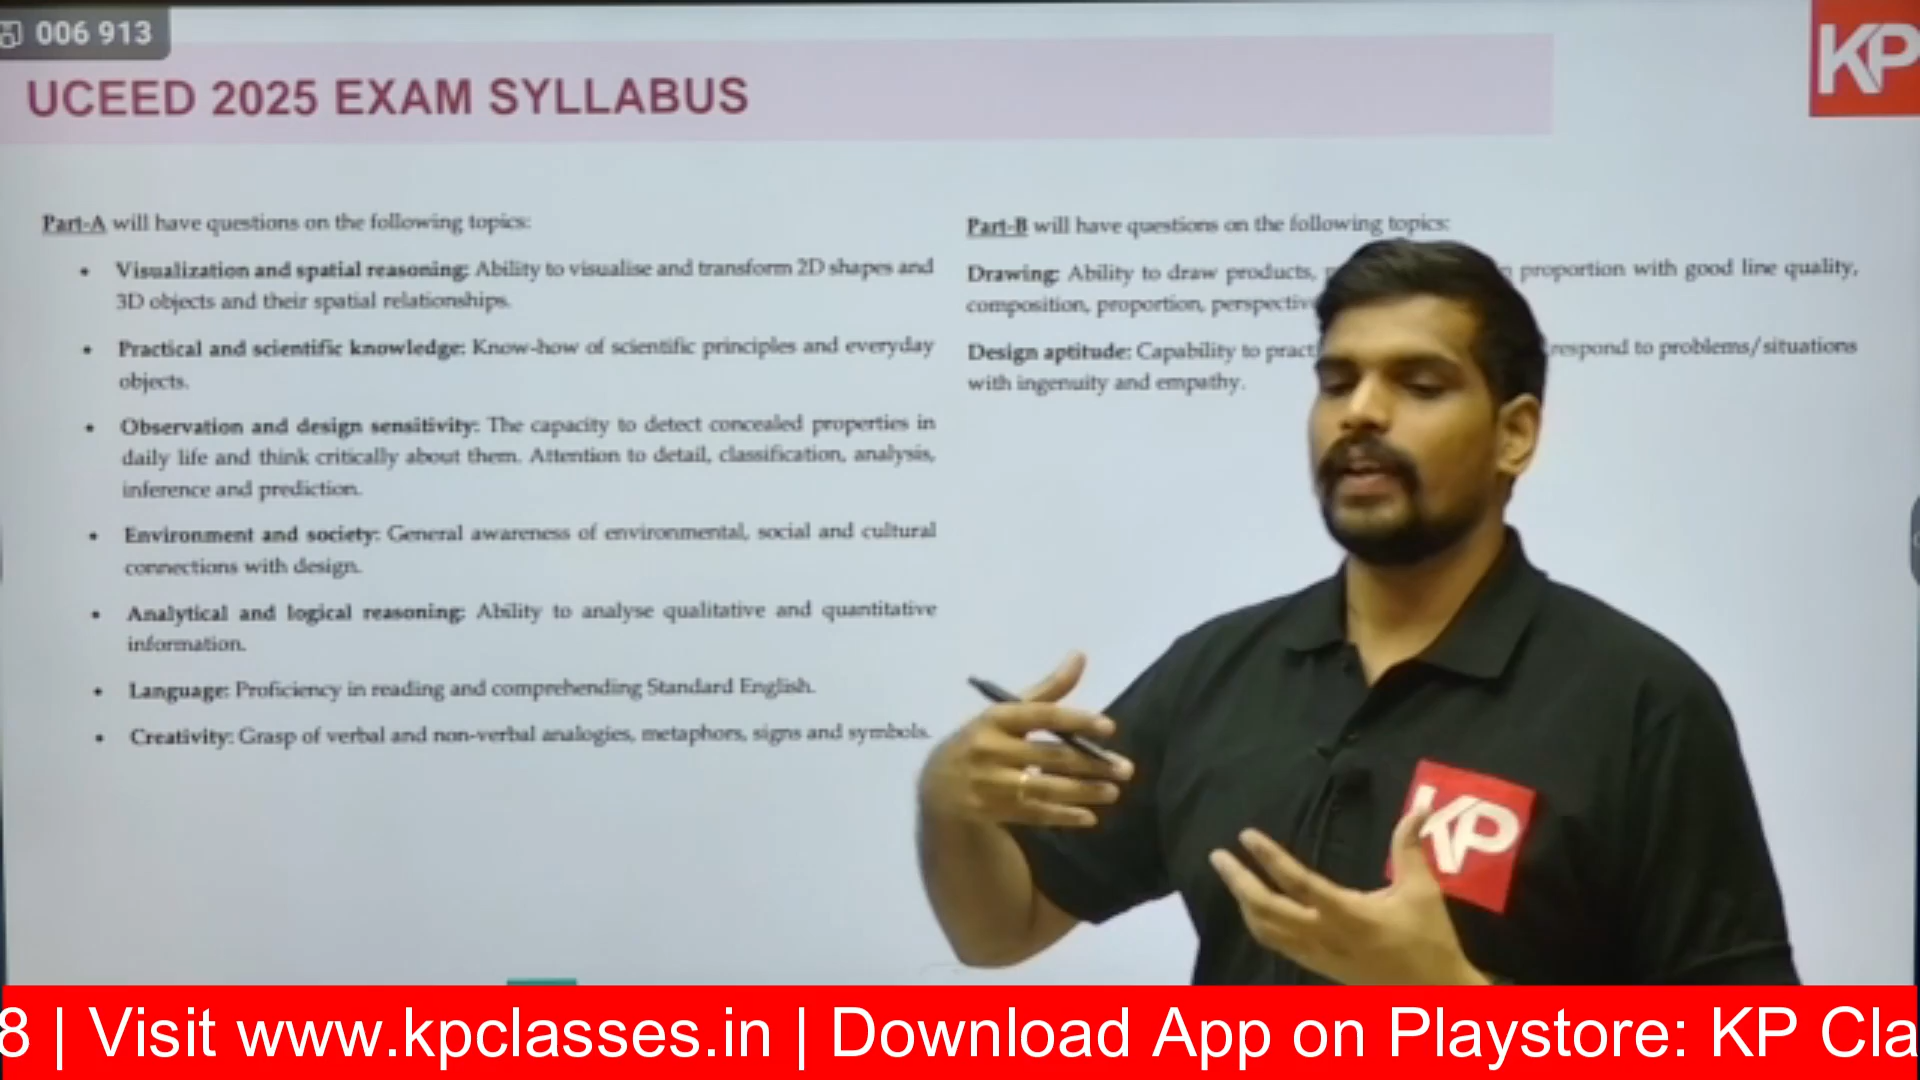 006 913
KP
UCEED 2025 EXAM SYLLABUS
Part-A will have questions on the following topics:
• Visualization and spatial reasoning: Ability to visualise and transform 2D shapes and
3D objects and their spatial relationships.
• Practical and scientific knowledge: Know-how of scientific principles and everyday
objects.
• Observation and design sensitivity: The capacity to detect concealed properties in
daily life and think critically about them. Attention to detail, classification, analysis,
inference and prediction.
• Environment and society: General awareness of environmental, social and cultural
connections with design.
• Analytical and logical reasoning: Ability to analyse qualitative and quantitative
information.
• Language: Proficiency in reading and comprehending Standard English.
• Creativity: Grasp of verbal and non-verbal analogies, metaphors, signs and symbols.
Part-B will have questions on the following topics:
Drawing: Ability to draw products, proportion with good line quality,
composition, proportion, perspective
Design aptitude: Capability to respond to problems/situations
with ingenuity and empathy.
KP
8 | Visit www.kpclasses.in | Download App on Playstore: KP Cla